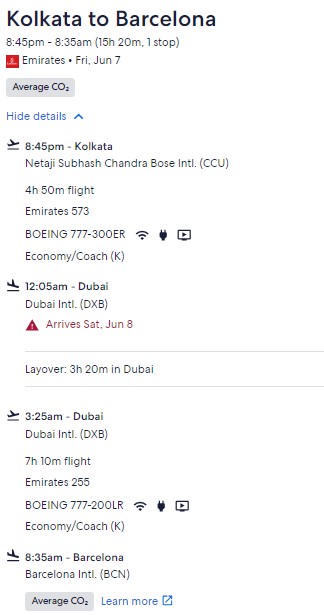 Kolkata to Barcelona
8:45pm - 8:35am (15h 20m, 1 stop)
Emirates • Fri, Jun 7
Average CO₂
Hide details
8:45pm - Kolkata
Netaji Subhash Chandra Bose Intl. (CCU)
4h 50m flight
Emirates 573
BOEING 777-300ER
Economy/Coach (K)
12:05am - Dubai
Dubai Intl. (DXB)
Arrives Sat, Jun 8
Layover: 3h 20m in Dubai
3:25am - Dubai
Dubai Intl. (DXB)
7h 10m flight
Emirates 255
BOEING 777-200LR
Economy/Coach (K)
8:35am - Barcelona
Barcelona Intl. (BCN)
Average CO₂ Learn more